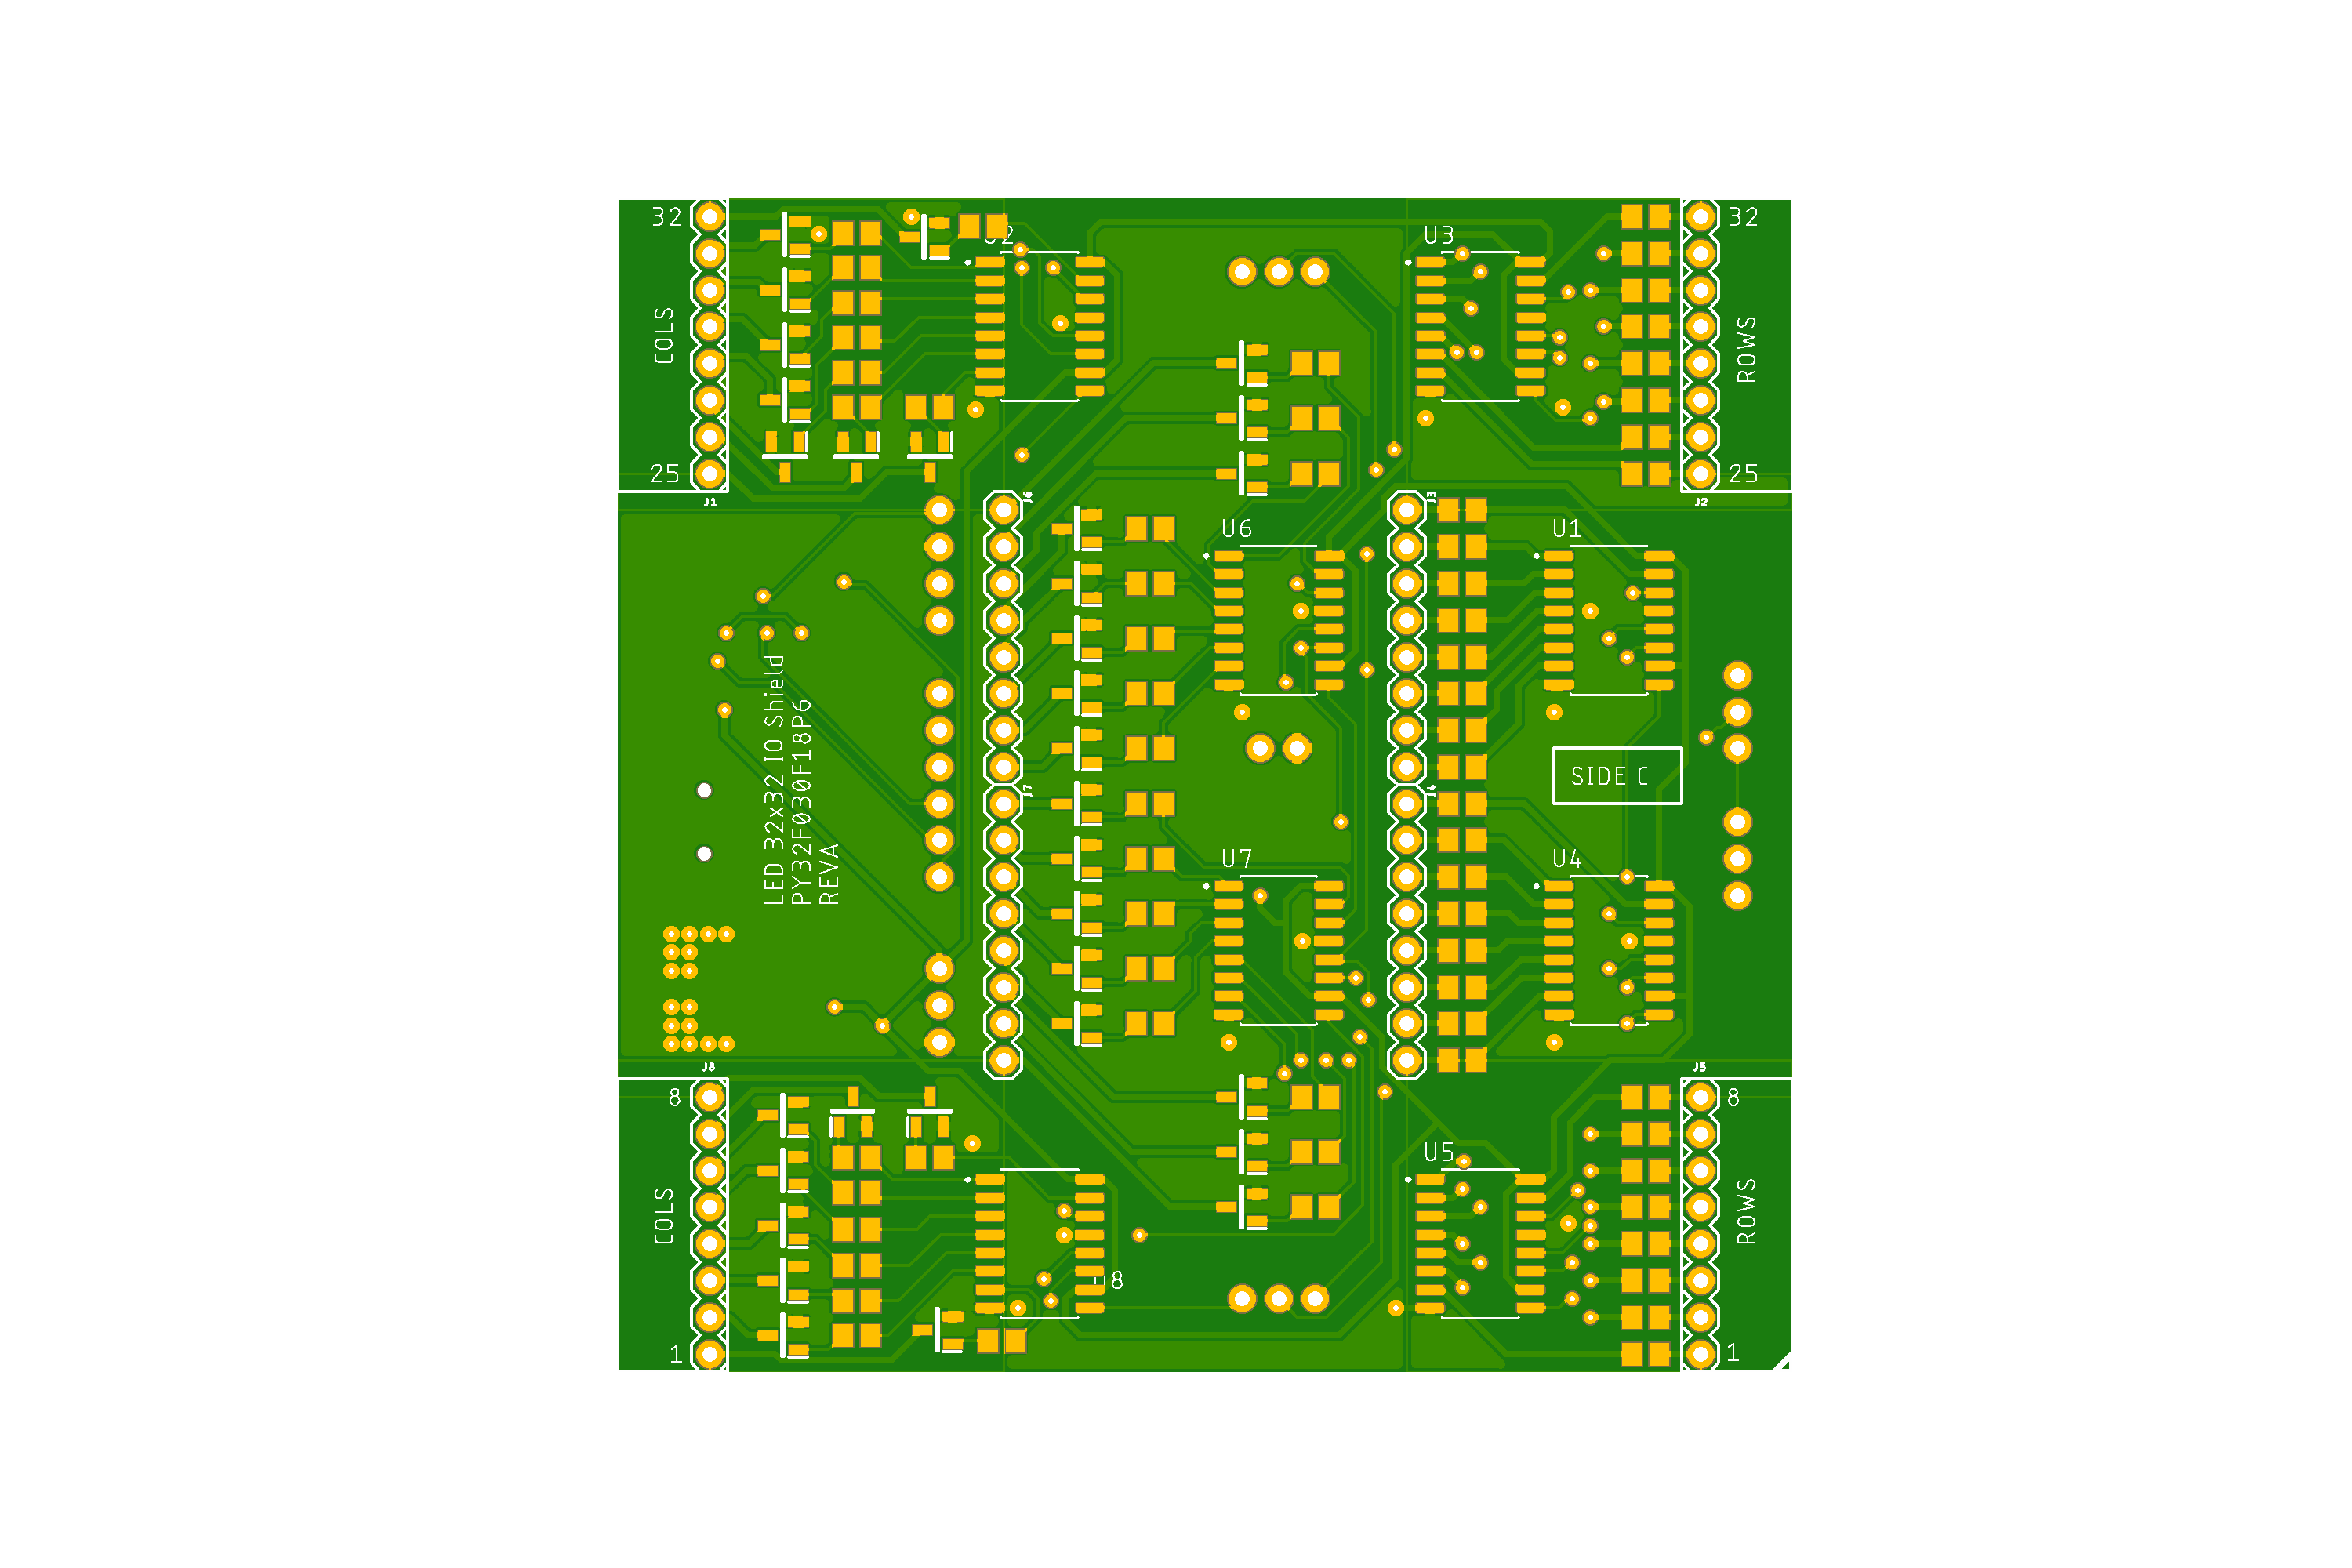 32
32
U2
U3
COLS
ROWS
25
25
J1
J6
J3
J2
U6
U1
LED 32x32 IO Shield
PY32F030F18P6
REVA
SIDE C
J7
J4
U7
U4
J8
J5
8
8
U5
COLS
ROWS
U8
1
1